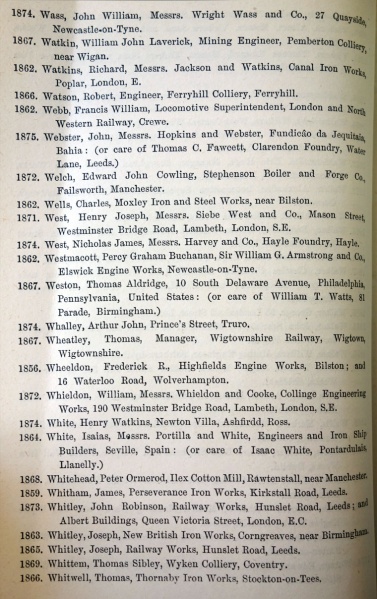 1874. Wass, John William, Messrs. Wright Wass and Co., 27 Quayside,
Newcastle-on-Tyne.
1867. Watkin, William John Laverick, Mining Engineer, Pemberton Colliery,
near Wigan.
1862. Watkins, Richard, Messrs. Jackson and Watkins, Canal Iron Works,
Poplar, London, E.
1866. Watson, Robert, Engineer, Ferryhill Colliery, Ferryhill.
1862. Webb, Francis William, Locomotive Superintendent, London and North
Western Railway, Crewe.
1875. Webster, John, Messrs. Hopkins and Webster, Fundicão da Jequitaia,
Bahia: (or care of Thomas C. Fawcett, Clarendon Foundry, Water
Lane, Leeds.)
1872. Welch, Edward John Cowling, Stephenson Boiler and Forge Co.,
Failsworth, Manchester.
1862. Wells, Charles, Moxley Iron and Steel Works, near Bilston.
1871. West, Henry Joseph, Messrs. Siebe West and Co., Mason Street,
Westminster Bridge Road, Lambeth, London, S.E.
1874. West, Nicholas James, Messrs. Harvey and Co., Hayle Foundry, Hayle.
1862. Westmacott, Percy Graham Buchanan, Sir William G. Armstrong and Co.,
Elswick Engine Works, Newcastle-on-Tyne.
1867. Weston, Thomas Aldridge, 10 South Delaware Avenue, Philadelphia,
Pennsylvania, United States: (or care of William T. Watts, 81
Parade, Birmingham.)
1874. Whalley, Arthur John, Prince's Street, Truro.
1867. Wheatley, Thomas, Manager, Wigtownshire Railway, Wigtown,
Wigtownshire.
1856. Wheeldon, Frederick R., Highfields Engine Works, Bilston; and
16 Waterloo Road, Wolverhampton.
1872. Whieldon, William, Messrs. Whieldon and Cooke, Collinge Engineering
Works, 190 Westminster Bridge Road, Lambeth, London, S.E.
1874. White, Henry Watkins, Newton Villa, Ashfirdd, Ross.
1864. White, Isaias, Messrs. Portilla and White, Engineers and Iron Ship
Builders, Seville, Spain: (or care of Isaac White, Pontardulais,
Llanelly.)
1868. Whitehead, Peter Ormerod, Ilex Cotton Mill, Rawtenstall, near Manchester.
1859. Whitham, James, Perseverance Iron Works, Kirkstall Road, Leeds.
1873. Whitley, John Robinson, Railway Works, Hunslet Road, Leeds; and
Albert Buildings, Queen Victoria Street, London, E.C.
1863. Whitley, Joseph, New British Iron Works, Corngreaves, near Birmingham.
1865. Whitley, Joseph, Railway Works, Hunslet Road, Leeds.
1869. Whittem, Thomas Sibley, Wyken Colliery, Coventry.
1866. Whitwell, Thomas, Thornaby Iron Works, Stockton-on-Tees.